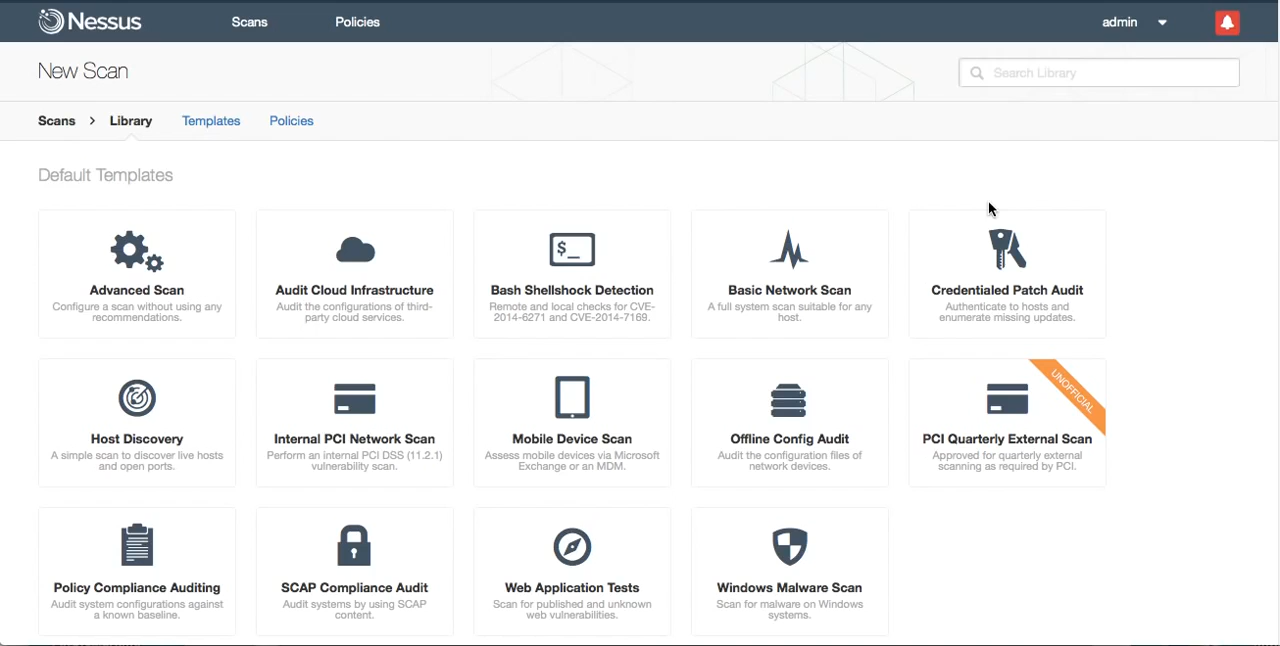 Nessus Scans Policies admin
New Scan Search Library
Scans > Library Templates Policies
Default Templates
Advanced Scan
Configure a scan without using any
recommendations.
Audit Cloud Infrastructure
Audit the configurations of third-
party cloud services.
$_
Bash Shellshock Detection
Remote and local checks for CVE-
2014-6271 and CVE-2014-7169.
Basic Network Scan
A full system scan suitable for any
host.
Credentialed Patch Audit
Authenticate to hosts and
enumerate missing updates.
Host Discovery
A simple scan to discover live hosts
and open ports.
Internal PCI Network Scan
Perform an internal PCI DSS (11.2.1)
vulnerability scan.
Mobile Device Scan
Assess mobile devices via Microsoft
Exchange or an MDM.
Offline Config Audit
Audit the configuration files of
network devices.
UNOFFICIAL
PCI Quarterly External Scan
Approved for quarterly external
scanning as required by PCI.
Policy Compliance Auditing
Audit system configurations against
a known baseline.
SCAP Compliance Audit
Audit systems by using SCAP
content.
Web Application Tests
Scan for published and unknown
web vulnerabilities.
Windows Malware Scan
Scan for malware on Windows
systems.